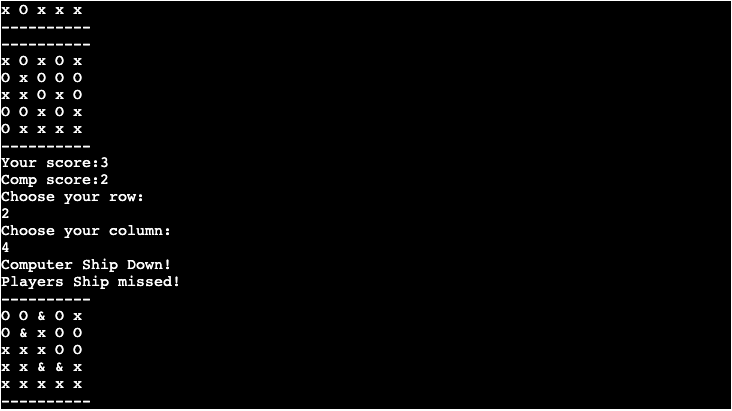 x O x x x
----------
----------
x O x O x
O x O O O
x x O x O
O O x O x
O x x x x
----------
Your score:3
Comp score:2
Choose your row:
2
Choose your column:
4
Computer Ship Down!
Players Ship missed!
----------
O O & O x
O & x O O
x x x O O
x x & & x
x x x x x
----------